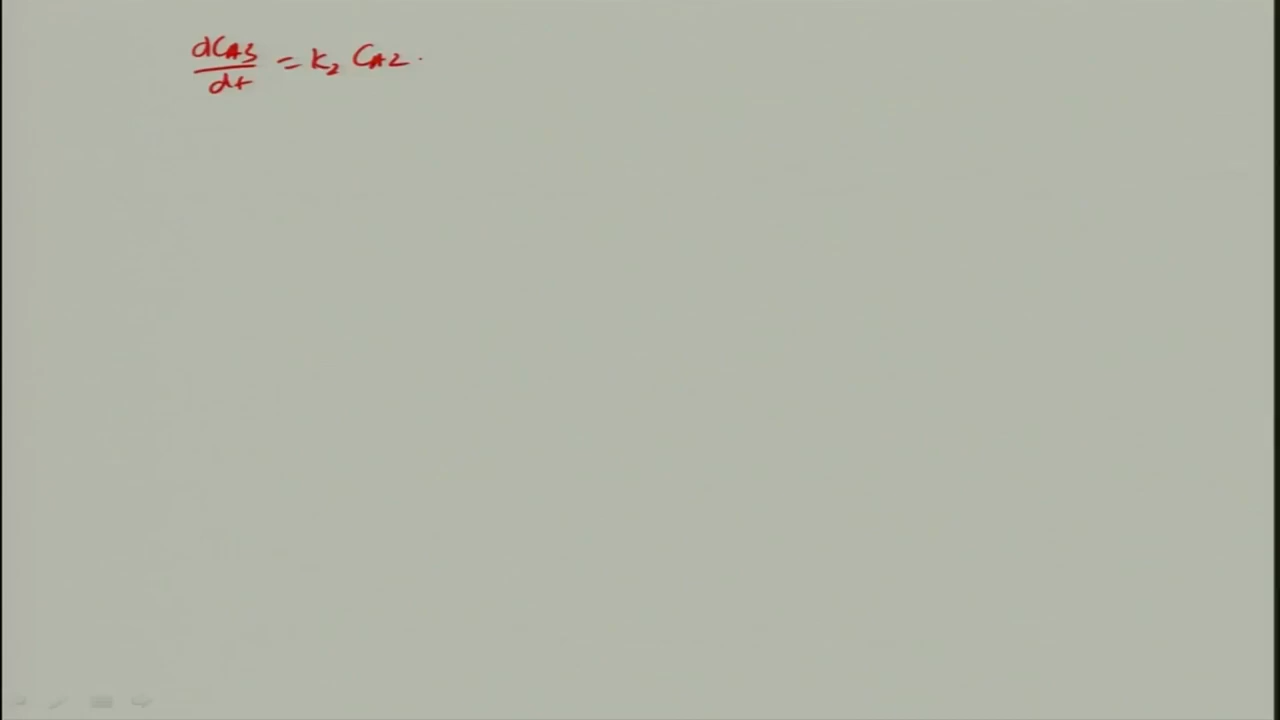 dCA3/dt = k2 CA2.